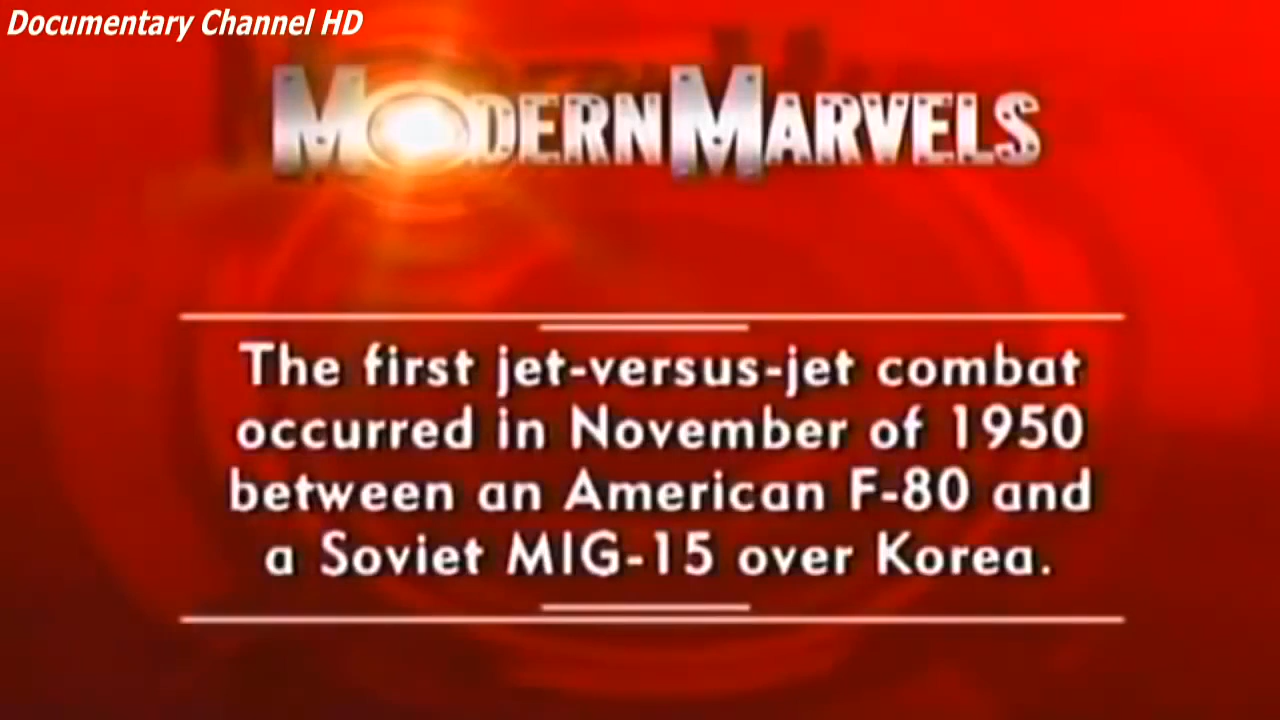 Documentary Channel HD
MODERN MARVELS
The first jet-versus-jet combat
occurred in November of 1950
between an American F-80 and
a Soviet MIG-15 over Korea.